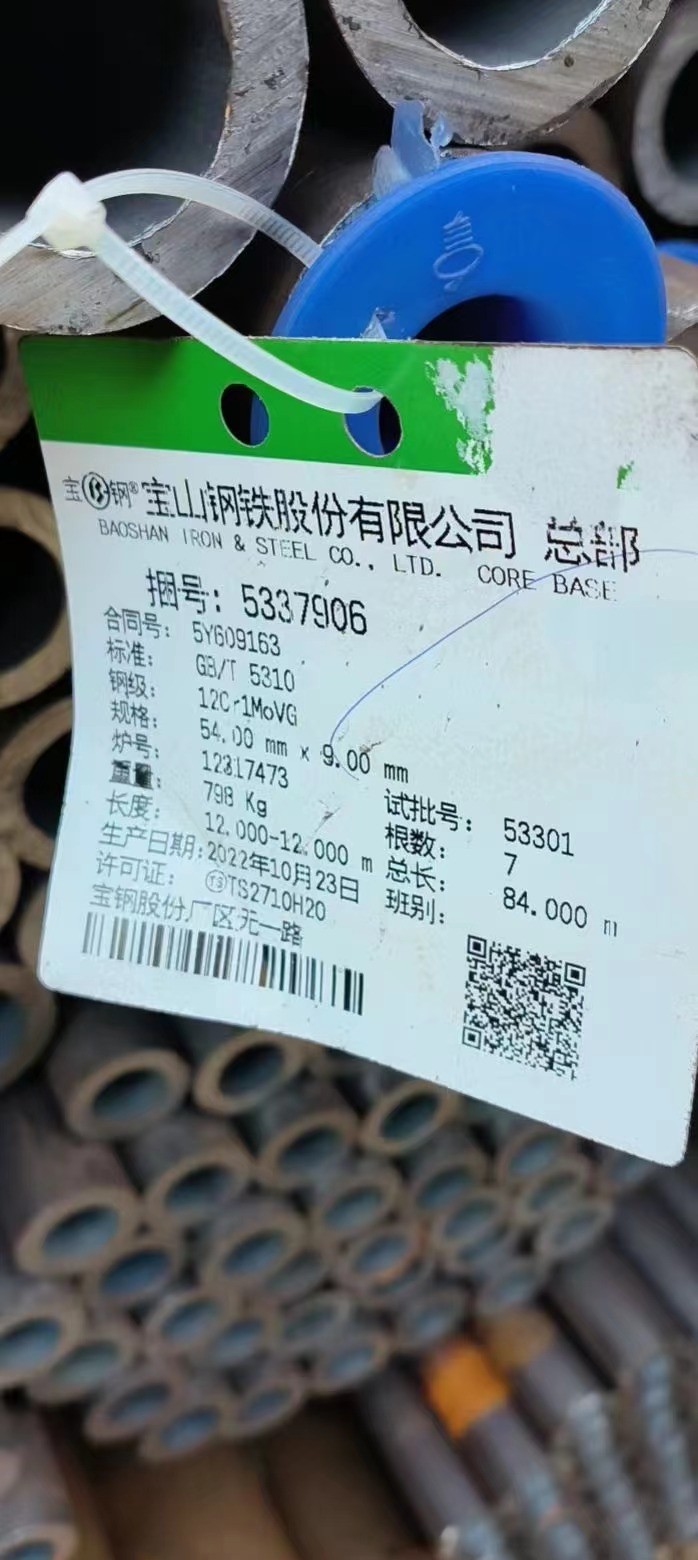 宝钢® 宝山钢铁股份有限公司 总部
BAOSHAN IRON & STEEL CO., LTD. CORE BASE
捆号: 5337906
合同号: 5Y609163
标准: GB/T 5310
钢级: 12Cr1MoVG
规格: 54.00 mm x 9.00 mm
炉号: 12317473 试批号: 53301
重量: 798 Kg 根数: 7
长度: 12.000-12.000 m 总长: 84.000 m
生产日期: 2022年10月23日 班别:
许可证: TS TS2710H20
宝钢股份厂区无一路